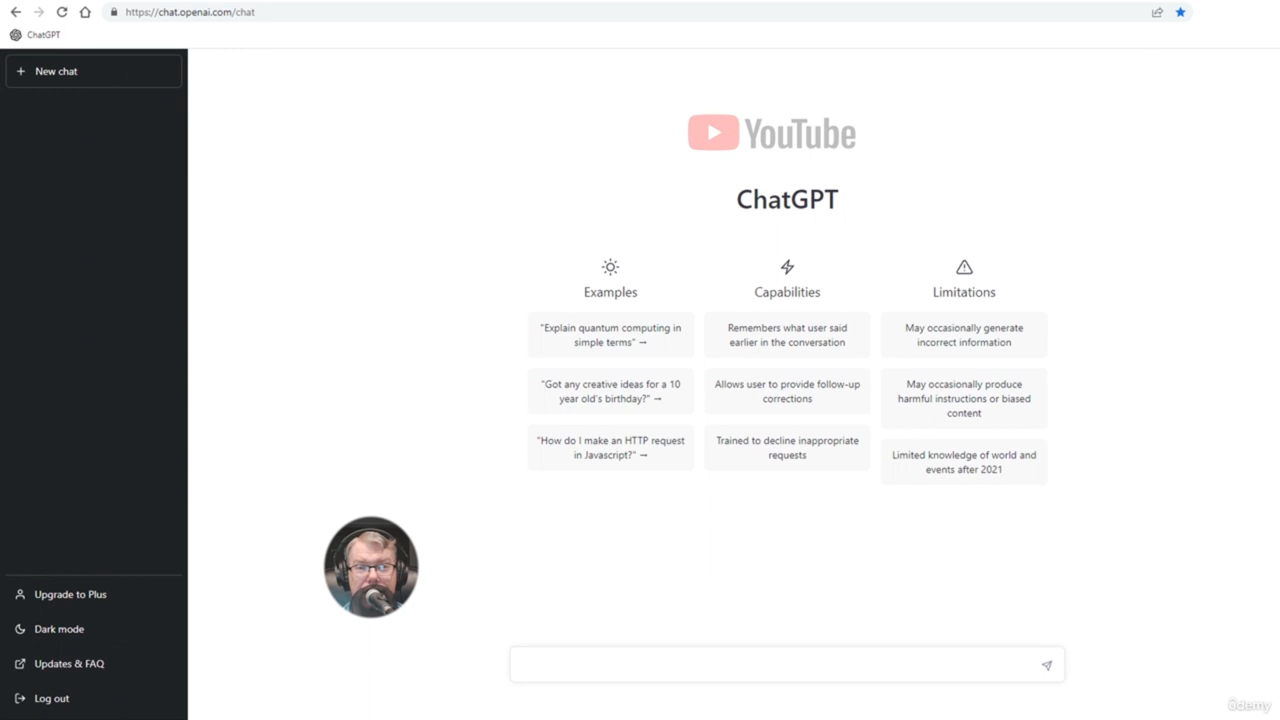 https://chat.openai.com/chat
ChatGPT
New chat
YouTube
ChatGPT
Examples
"Explain quantum computing in
simple terms" →
"Got any creative ideas for a 10
year old's birthday?" →
"How do I make an HTTP request
in Javascript?" →
Capabilities
Remembers what user said
earlier in the conversation
Allows user to provide follow-up
corrections
Trained to decline inappropriate
requests
Limitations
May occasionally generate
incorrect information
May occasionally produce
harmful instructions or biased
content
Limited knowledge of world and
events after 2021
Upgrade to Plus
Dark mode
Updates & FAQ
Log out
ûdemy